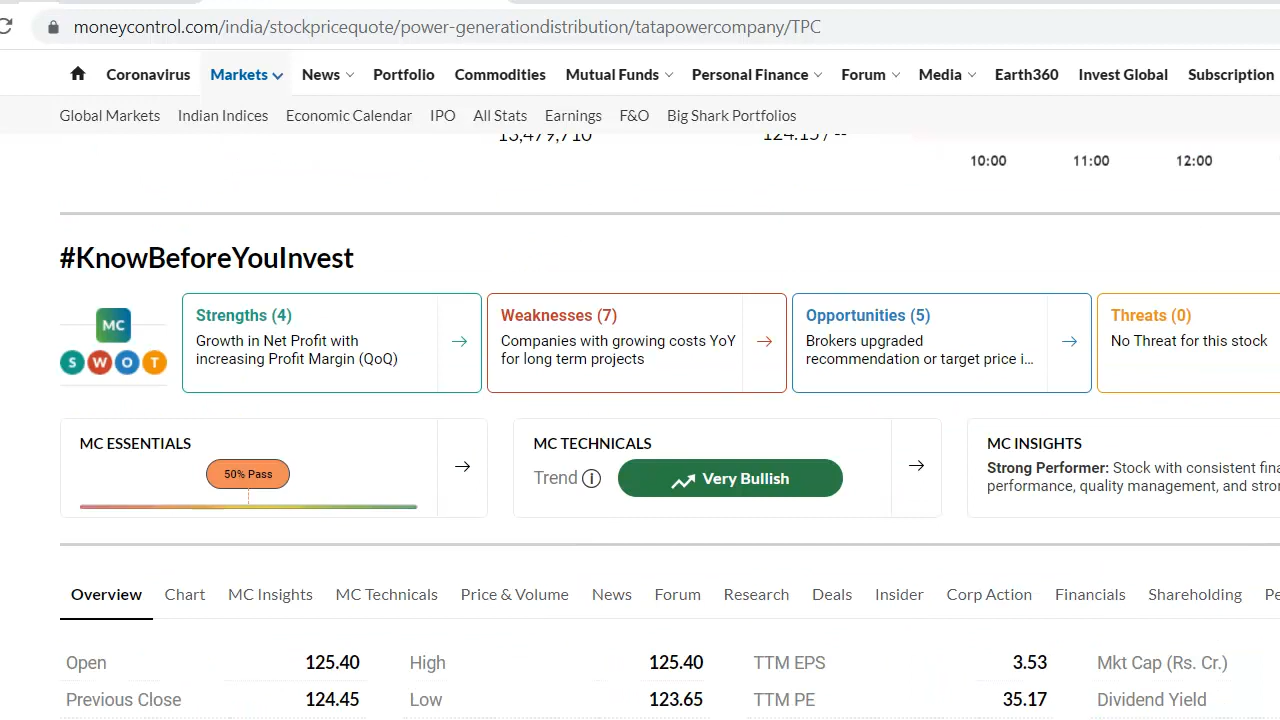 moneycontrol.com/india/stockpricequote/power-generationdistribution/tatapowercompany/TPC
Coronavirus Markets News Portfolio Commodities Mutual Funds Personal Finance Forum Media Earth360 Invest Global Subscription
Global Markets Indian Indices Economic Calendar IPO All Stats Earnings F&O Big Shark Portfolios
13,479,710 124.15 / --
10:00 11:00 12:00
#KnowBeforeYouInvest
MC
S W O T
Strengths (4)
Growth in Net Profit with
increasing Profit Margin (QoQ)
Weaknesses (7)
Companies with growing costs YoY
for long term projects
Opportunities (5)
Brokers upgraded
recommendation or target price i...
Threats (0)
No Threat for this stock
MC ESSENTIALS
50% Pass
MC TECHNICALS
Trend
Very Bullish
MC INSIGHTS
Strong Performer: Stock with consistent fina
performance, quality management, and stron
Overview Chart MC Insights MC Technicals Price & Volume News Forum Research Deals Insider Corp Action Financials Shareholding Pe
Open 125.40 High 125.40 TTM EPS 3.53 Mkt Cap (Rs. Cr.)
Previous Close 124.45 Low 123.65 TTM PE 35.17 Dividend Yield